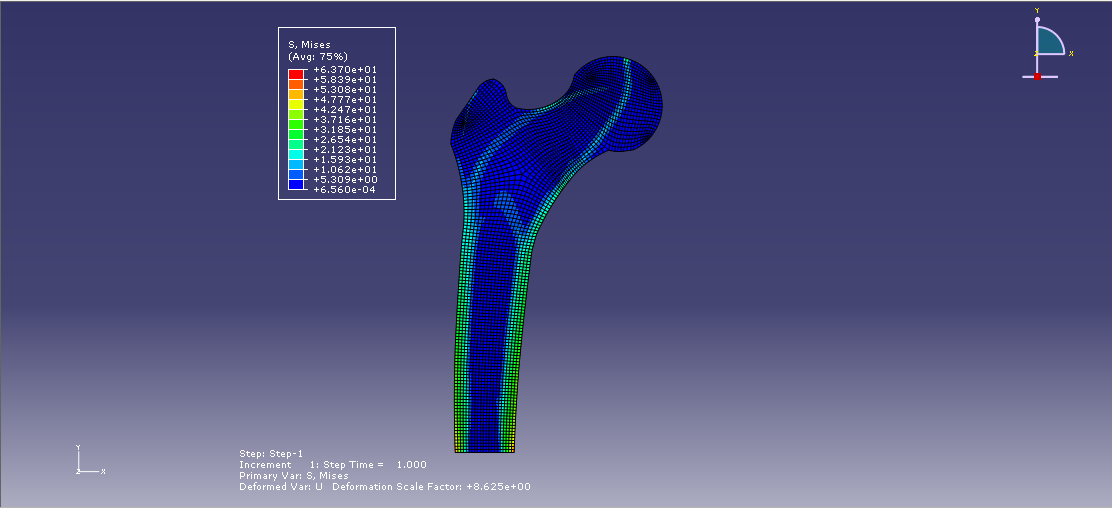 S, Mises
(Avg: 75%)
+6.370e+01
+5.839e+01
+5.308e+01
+4.777e+01
+4.247e+01
+3.716e+01
+3.185e+01
+2.654e+01
+2.123e+01
+1.593e+01
+1.062e+01
+5.309e+00
+6.560e-04
Y
X
Z
Y
Z
X
Step: Step-1
Increment 1: Step Time = 1.000
Primary Var: S, Mises
Deformed Var: U Deformation Scale Factor: +8.625e+00